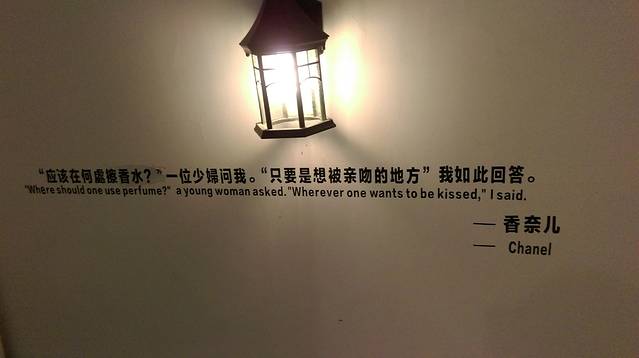 “应该在何處擦香水？”一位少婦问我。“只要是想被亲吻的地方”我如此回答。
"Where should one use perfume?" a young woman asked."Wherever one wants to be kissed," I said.
— 香奈儿
— Chanel